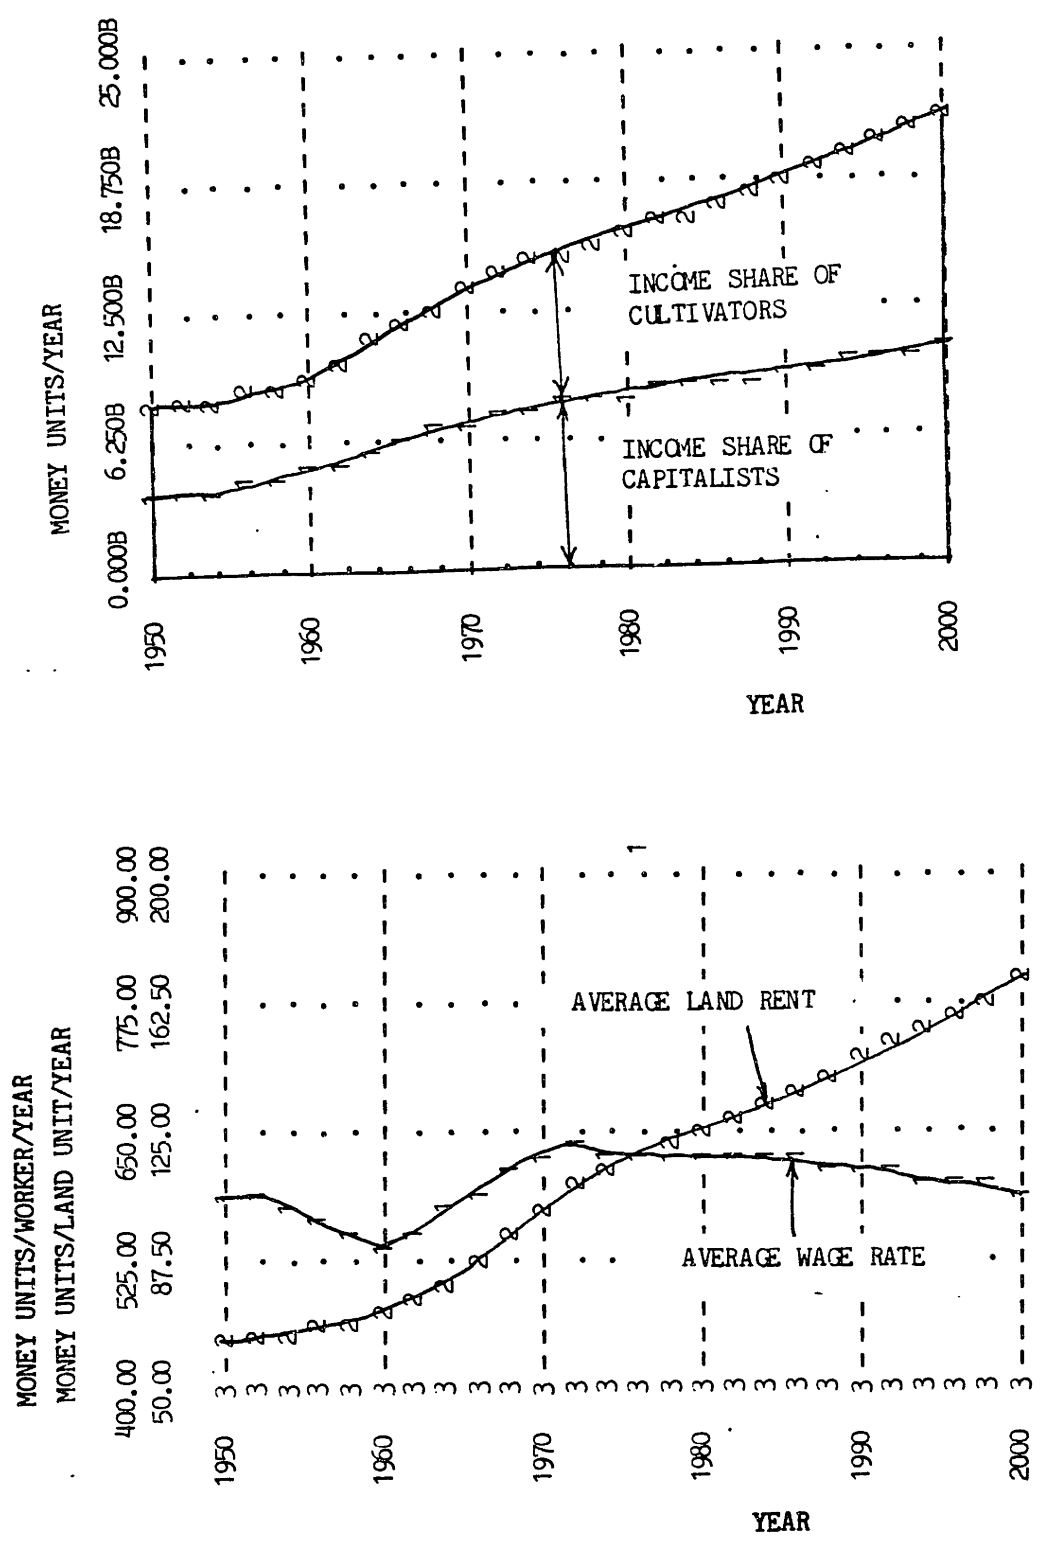 MONEY UNITS/YEAR
0.000B 6.250B 12.500B 18.750B 25.000B
INCOME SHARE OF
CULTIVATORS
INCOME SHARE OF
CAPITALISTS
1950 1960 1970 1980 1990 2000
YEAR
MONEY UNITS/WORKER/YEAR
MONEY UNITS/LAND UNIT/YEAR
400.00 525.00 650.00 775.00 900.00
50.00 87.50 125.00 162.50 200.00
AVERAGE LAND RENT
AVERAGE WAGE RATE
1950 1960 1970 1980 1990 2000
YEAR